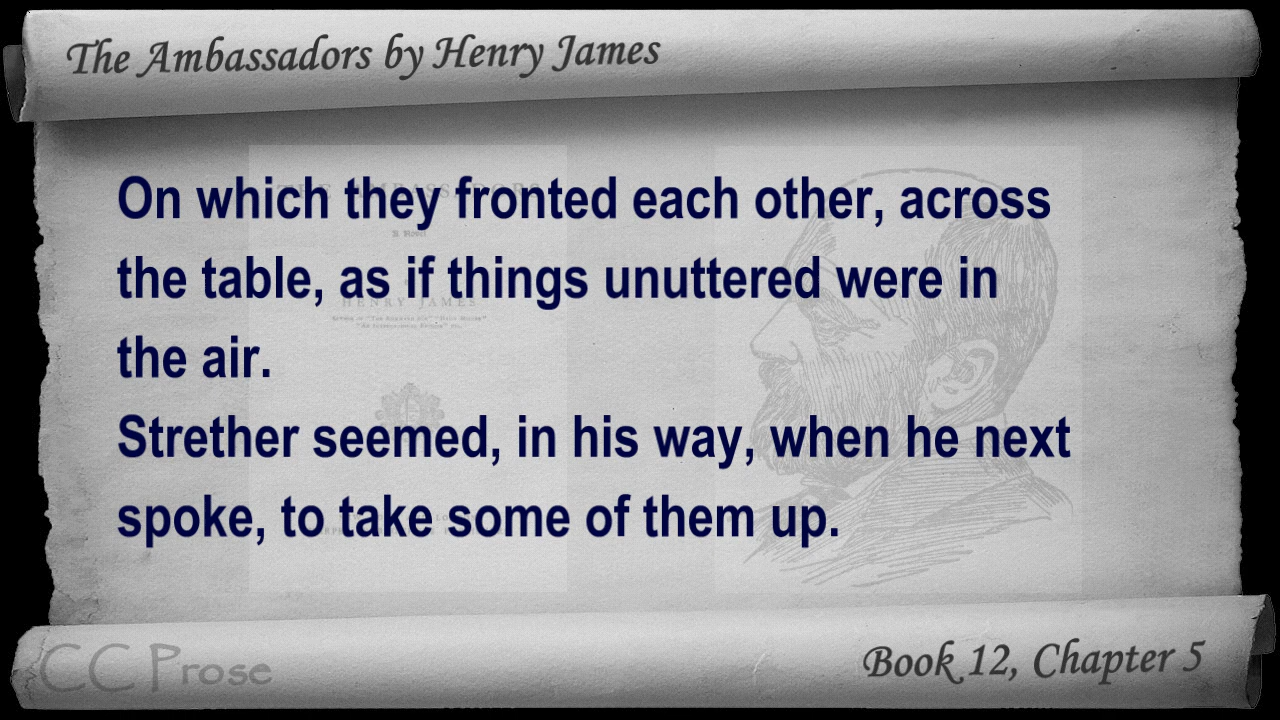 The Ambassadors by Henry James
On which they fronted each other, across
the table, as if things unuttered were in
the air.
Strether seemed, in his way, when he next
spoke, to take some of them up.
CC Prose
Book 12, Chapter 5